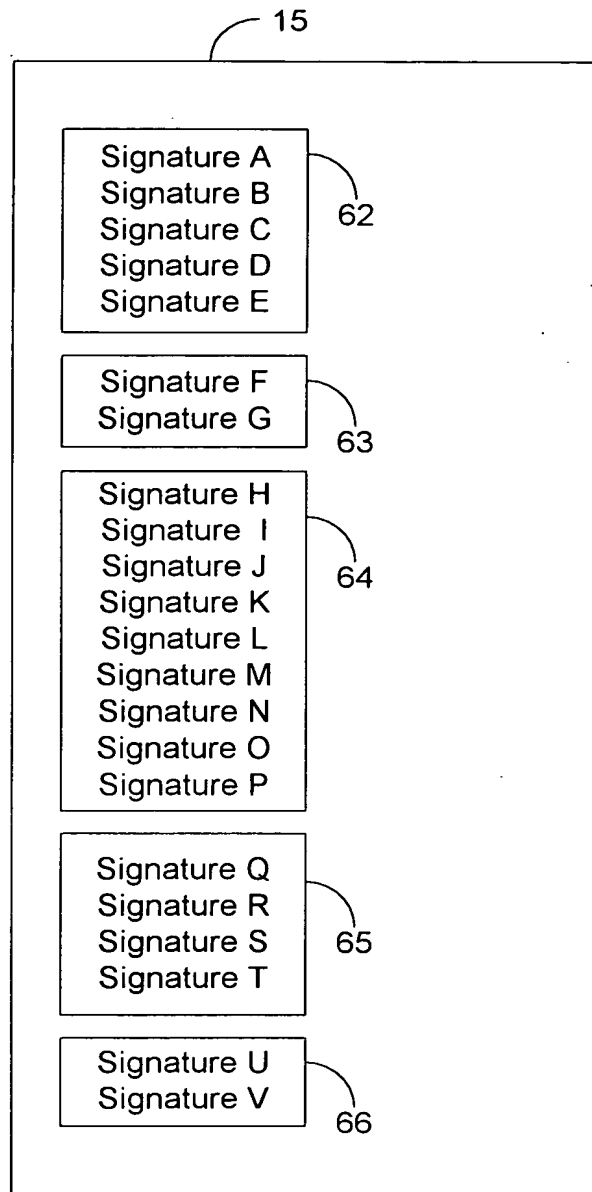 15
Signature A
Signature B
Signature C
Signature D
Signature E
62
Signature F
Signature G
63
Signature H
Signature I
Signature J
Signature K
Signature L
Signature M
Signature N
Signature O
Signature P
64
Signature Q
Signature R
Signature S
Signature T
65
Signature U
Signature V
66